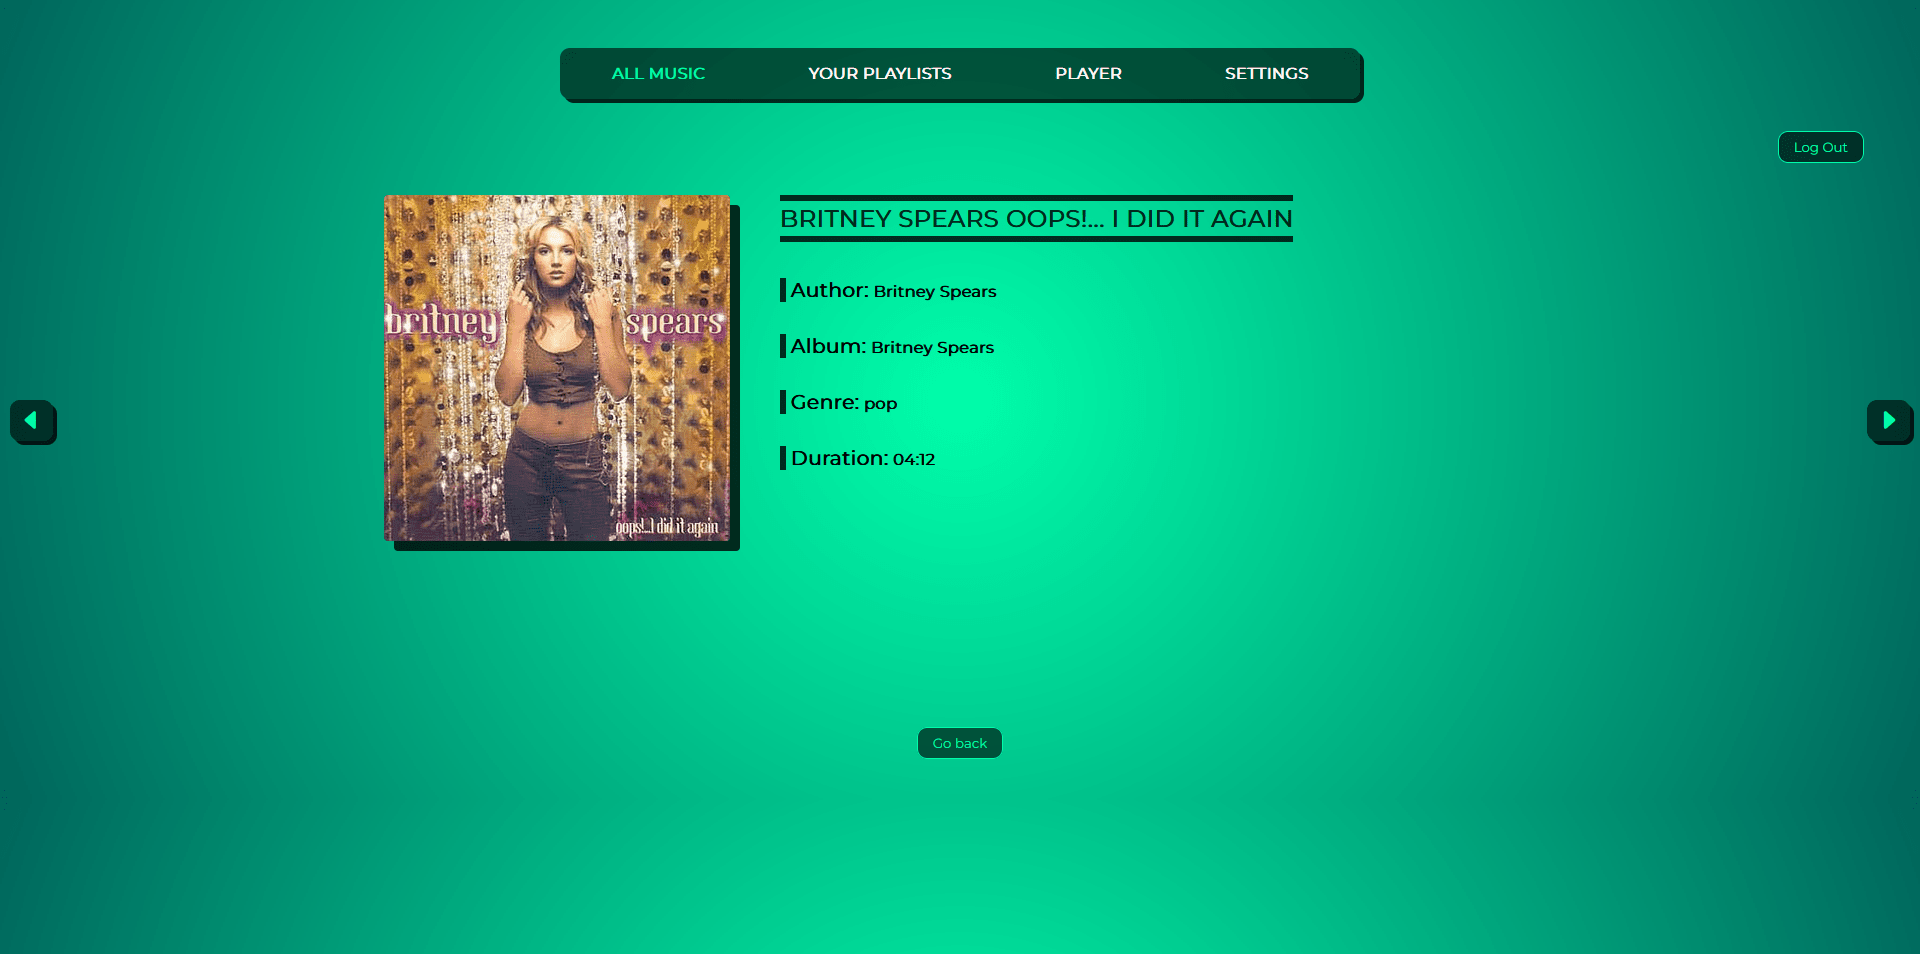 ALL MUSIC YOUR PLAYLISTS PLAYER SETTINGS
Log Out
BRITNEY SPEARS OOPS!... I DID IT AGAIN
britney spears
oops!...I did it again
Author: Britney Spears
Album: Britney Spears
Genre: pop
Duration: 04:12
Go back